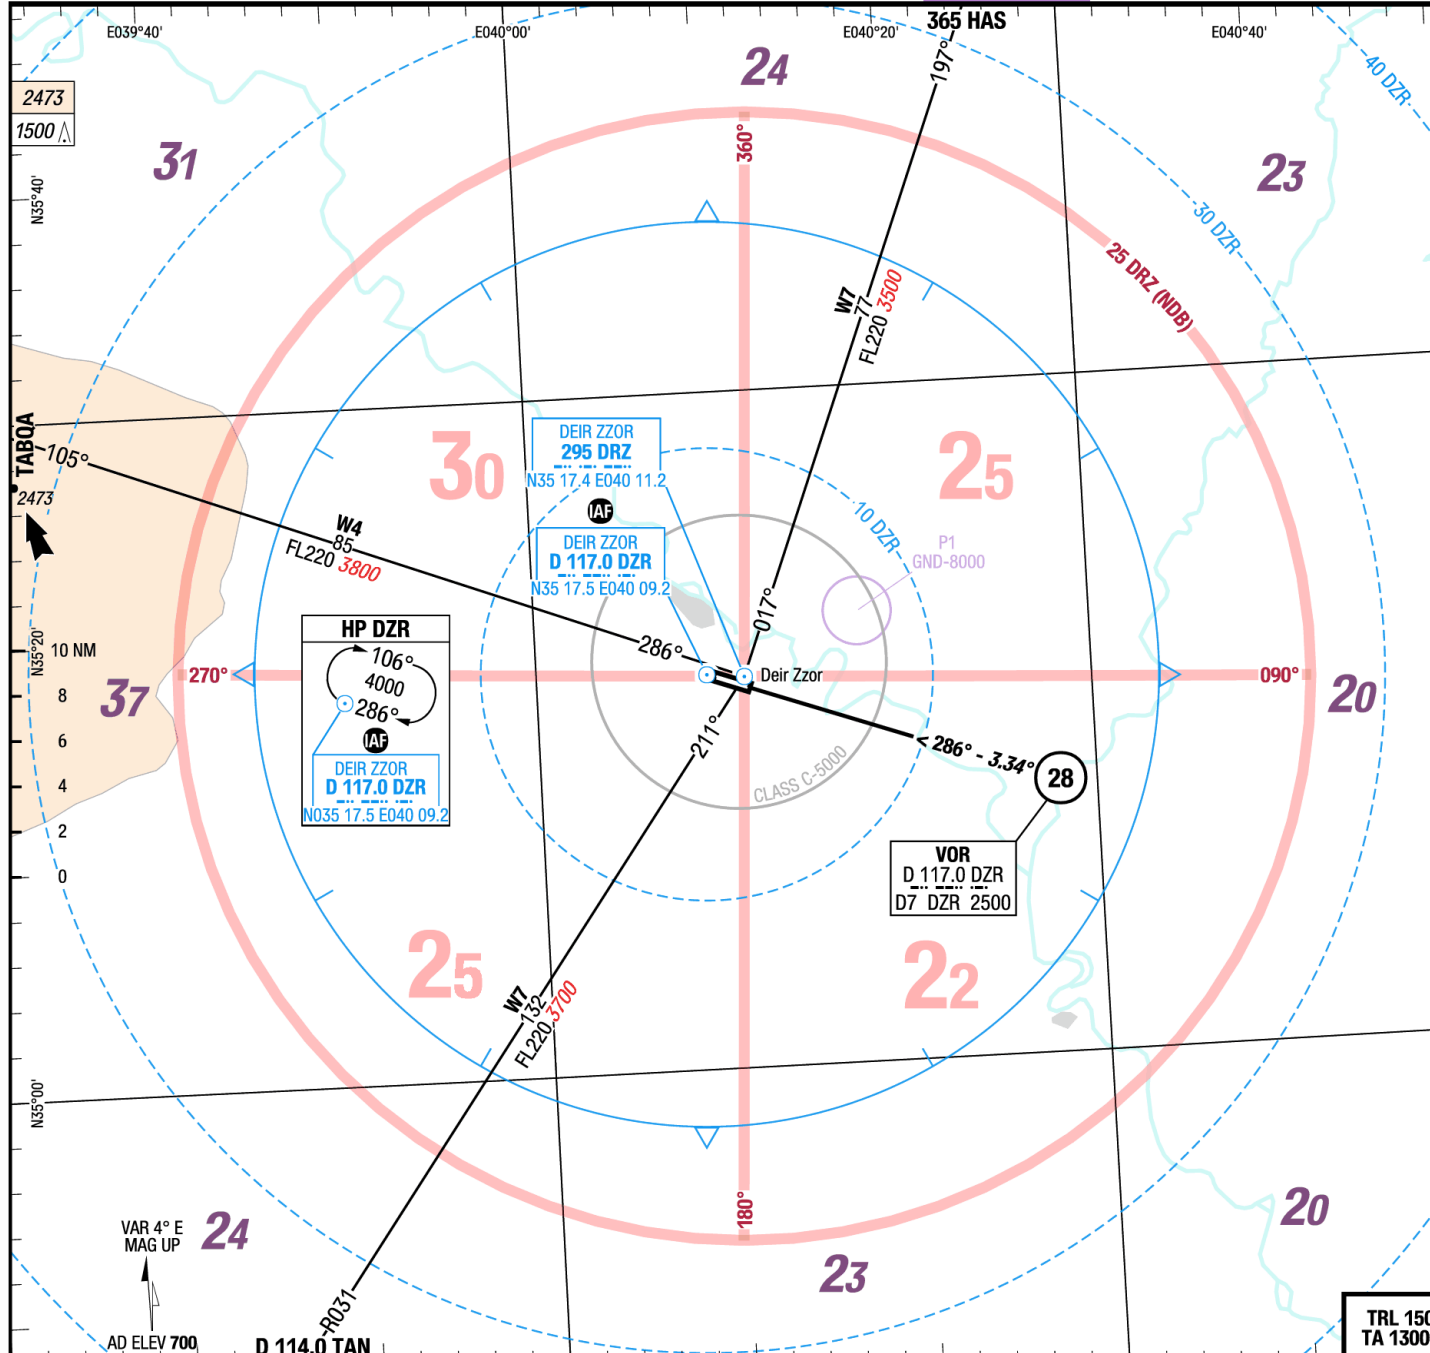 365 HAS
E039°40'
E040°00'
E040°20'
E040°40'
197°
24
40 DZR
2473
1500
31
360°
23
N35°40'
30 DZR
25 DRZ (NDB)
W7
77
FL220 3500
TABQA
105°
2473
30
DEIR ZZOR
295 DRZ
N35 17.4 E040 11.2
IAF
DEIR ZZOR
D 117.0 DZR
N35 17.5 E040 09.2
25
10 DZR
P1
GND-8000
W4
85
FL220 3800
017°
286°
HP DZR
106°
4000
286°
IAF
DEIR ZZOR
D 117.0 DZR
N035 17.5 E040 09.2
N35°20'
10 NM
8
6
4
2
0
37
270°
Deir Zzor
090°
20
211°
< 286° - 3.34°
28
CLASS C-5000
VOR
D 117.0 DZR
D7 DZR 2500
25
22
W7
132
FL220 3700
N35°00'
180°
24
VAR 4° E
MAG UP
AD ELEV 700
23
20
R031
D 114.0 TAN
TRL 150
TA 1300